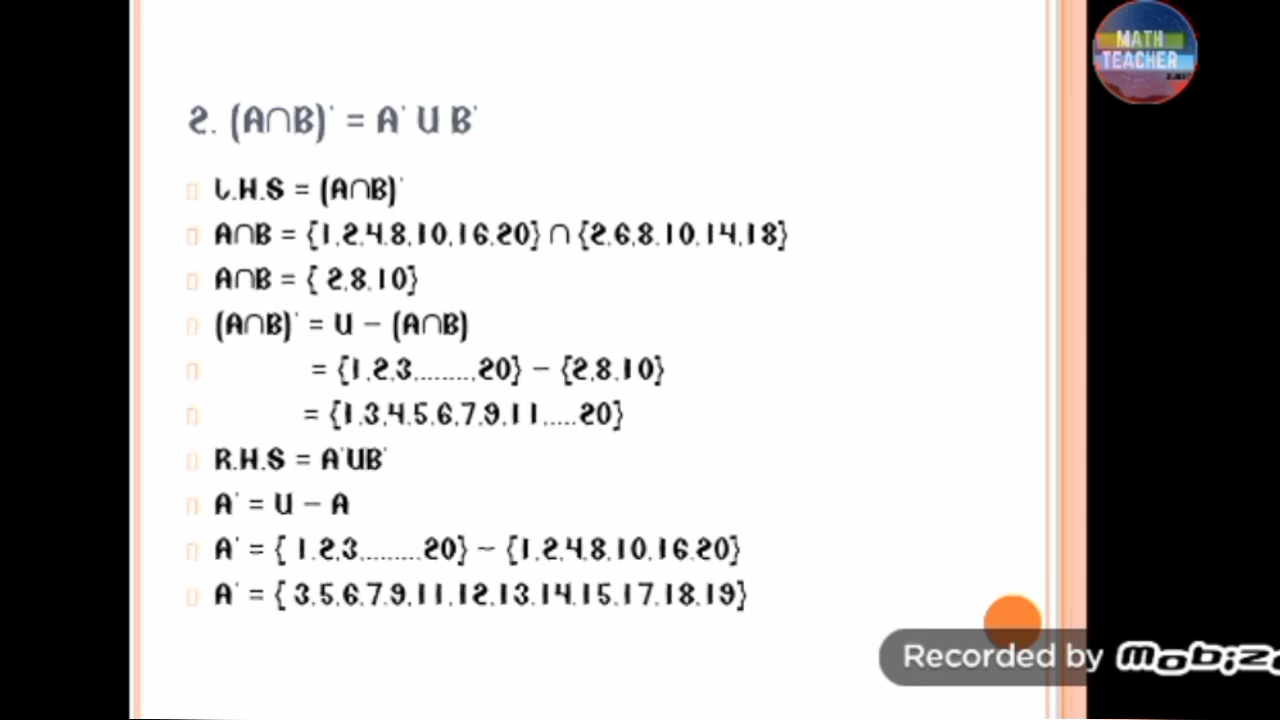 MATH
TEACHER
2. (A∩B)' = A' U B'
L.H.S = (A∩B)'
A∩B = {1,2,4,8,10,16,20} ∩ {2,6,8,10,14,18}
A∩B = { 2,8,10}
(A∩B)' = U – (A∩B)
= {1,2,3,.......,20} – {2,8,10}
= {1,3,4,5,6,7,9,11,....20}
R.H.S = A'UB'
A' = U – A
A' = { 1,2,3,........20} – {1,2,4,8,10,16,20}
A' = { 3,5,6,7,9,11,12,13,14,15,17,18,19}
Recorded by